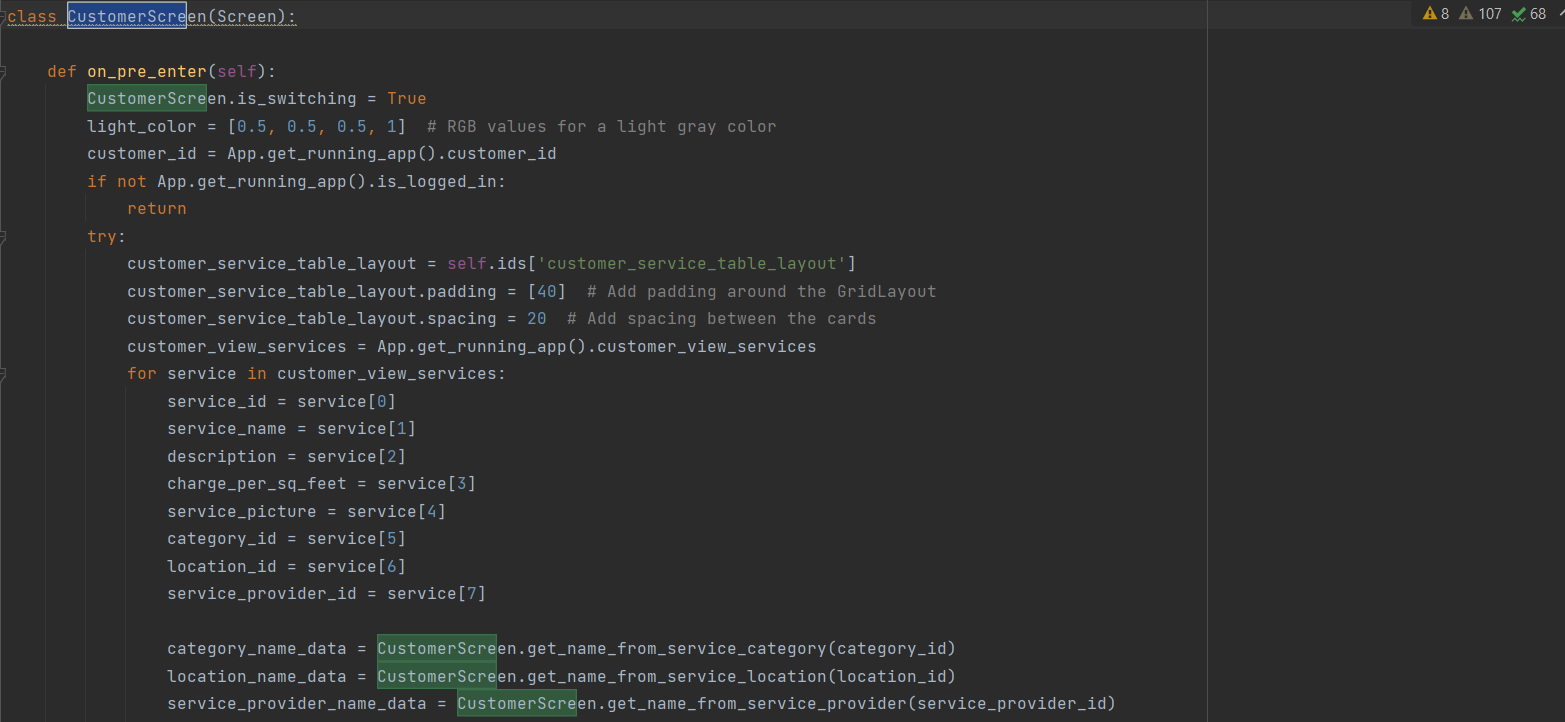 class CustomerScreen(Screen):
8 107 68
def on_pre_enter(self):
CustomerScreen.is_switching = True
light_color = [0.5, 0.5, 0.5, 1]  # RGB values for a light gray color
customer_id = App.get_running_app().customer_id
if not App.get_running_app().is_logged_in:
return
try:
customer_service_table_layout = self.ids['customer_service_table_layout']
customer_service_table_layout.padding = [40]  # Add padding around the GridLayout
customer_service_table_layout.spacing = 20  # Add spacing between the cards
customer_view_services = App.get_running_app().customer_view_services
for service in customer_view_services:
service_id = service[0]
service_name = service[1]
description = service[2]
charge_per_sq_feet = service[3]
service_picture = service[4]
category_id = service[5]
location_id = service[6]
service_provider_id = service[7]
category_name_data = CustomerScreen.get_name_from_service_category(category_id)
location_name_data = CustomerScreen.get_name_from_service_location(location_id)
service_provider_name_data = CustomerScreen.get_name_from_service_provider(service_provider_id)